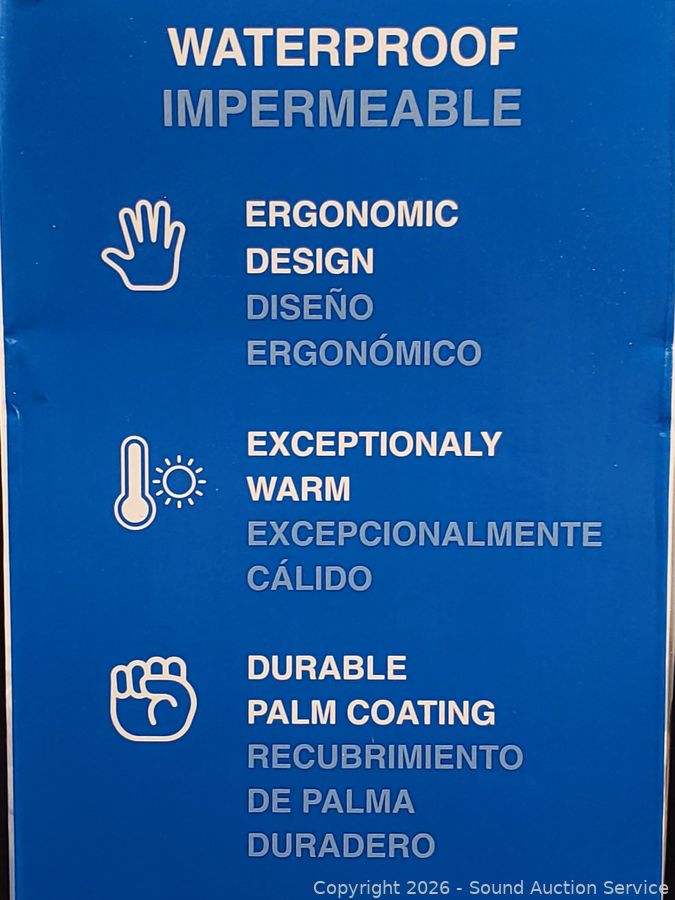 WATERPROOF
IMPERMEABLE
ERGONOMIC
DESIGN
DISEÑO
ERGONÓMICO
EXCEPTIONALY
WARM
EXCEPCIONALMENTE
CÁLIDO
DURABLE
PALM COATING
RECUBRIMIENTO
DE PALMA
DURADERO
Copyright 2026 - Sound Auction Service